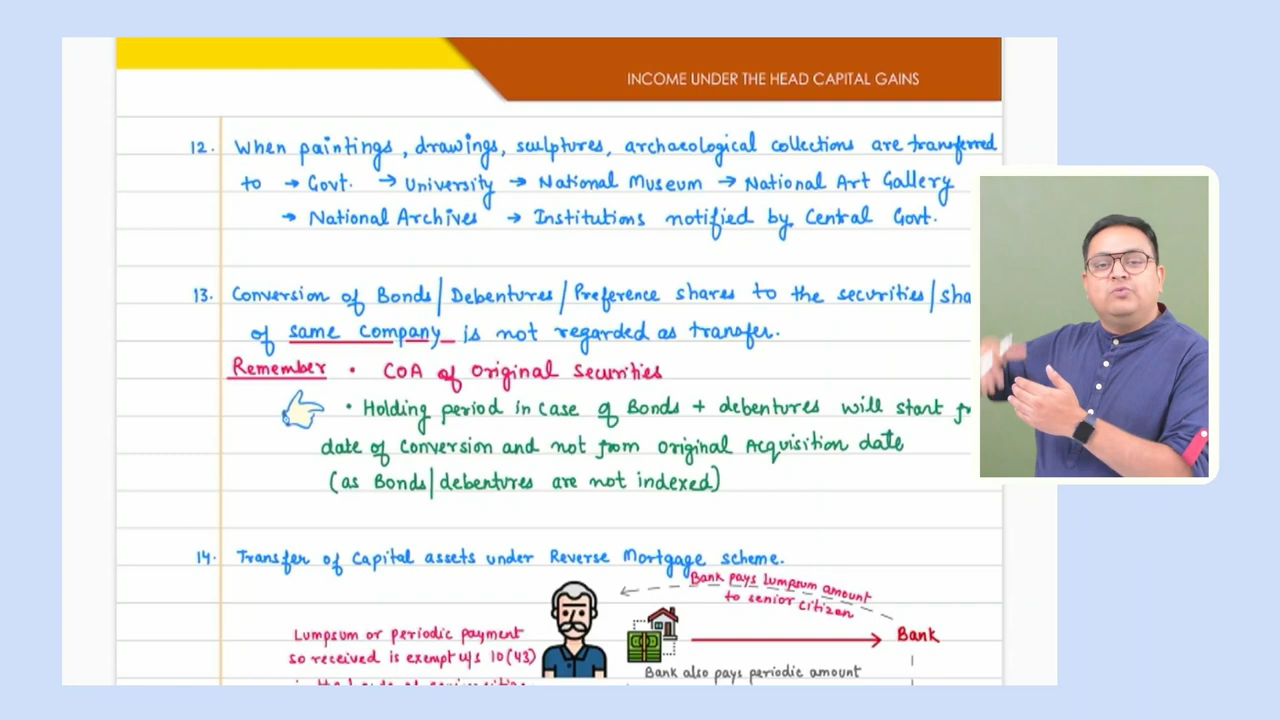 INCOME UNDER THE HEAD CAPITAL GAINS
12. When paintings, drawings, sculptures, archaeological collections are transferred
to → Govt. → University → National Museum → National Art Gallery
→ National Archives → Institutions notified by Central Govt.
13. Conversion of Bonds/Debentures/Preference shares to the securities/sha
of same company is not regarded as transfer.
Remember • COA of Original Securities
• Holding period in case of Bonds + debentures will start
date of conversion and not from original Acquisition date
(as Bonds/debentures are not indexed)
14. Transfer of Capital assets under Reverse Mortgage scheme.
Bank pays lumpsum amount
to senior citizen
Lumpsum or periodic payment
so received is exempt u/s 10(43)
Bank
Bank also pays periodic amount